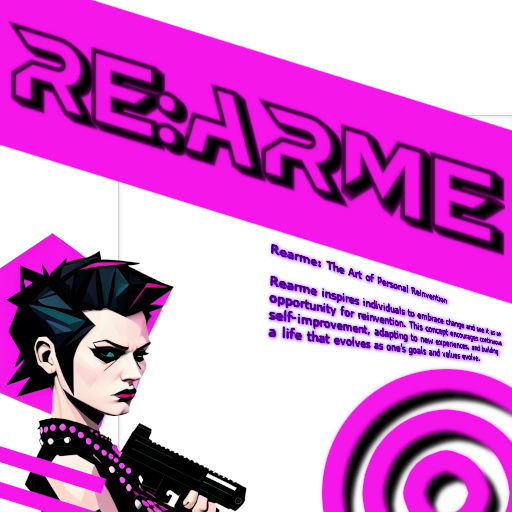 RE:ARME
Rearme: The Art of Personal Reinvention
Rearme inspires individuals to embrace change and see it as an
opportunity for reinvention. This concept encourages continuous
self-improvement, adapting to new experiences, and building
a life that evolves as one's goals and values evolve.